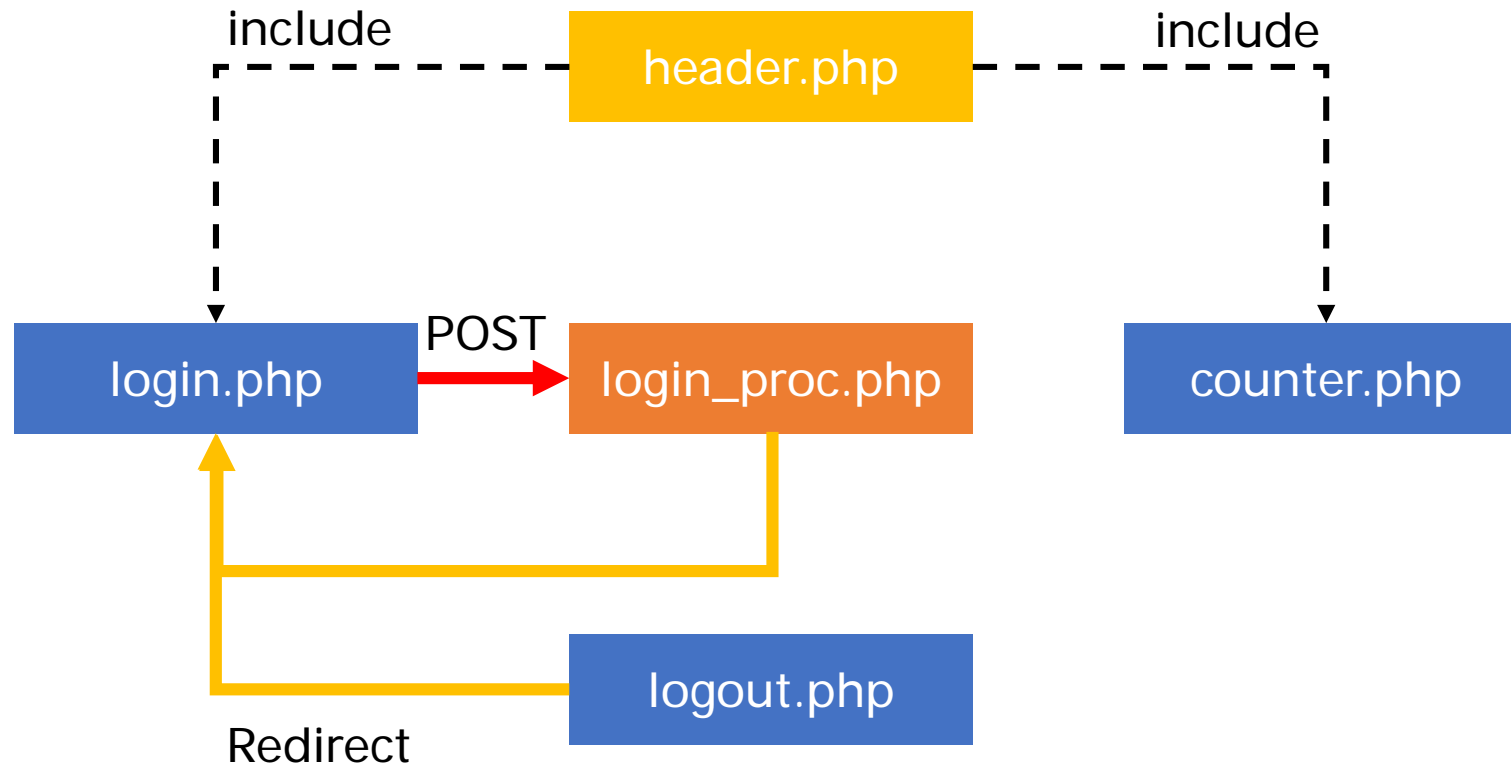 include
header.php
include
login.php
POST
login_proc.php
counter.php
logout.php
Redirect